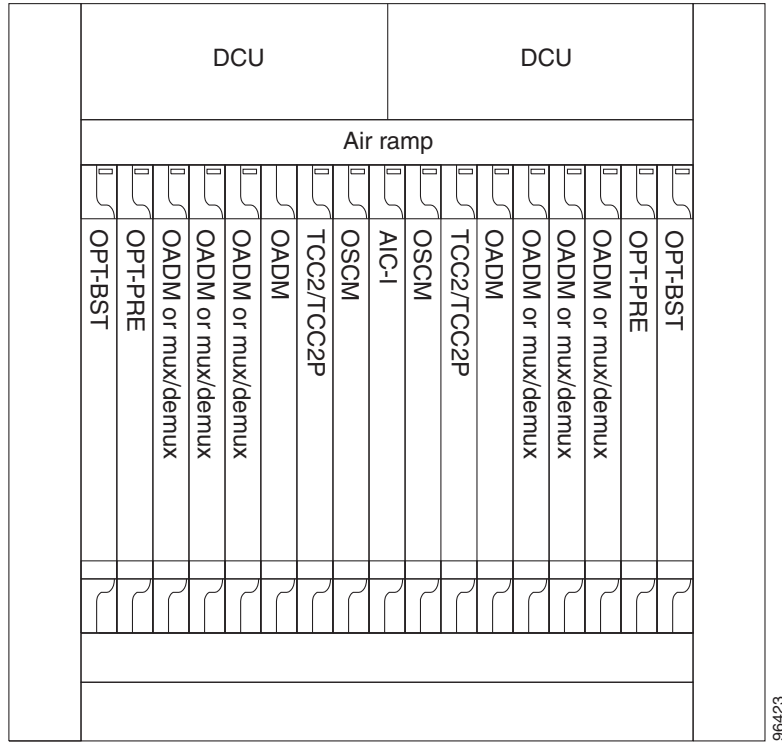 DCU
DCU
Air ramp
OPT-BST
OPT-PRE
OADM or mux/demux
OADM or mux/demux
OADM or mux/demux
OADM
TCC2/TCC2P
OSCM
AIC-I
OSCM
TCC2/TCC2P
OADM
OADM or mux/demux
OADM or mux/demux
OADM or mux/demux
OPT-PRE
OPT-BST
96423